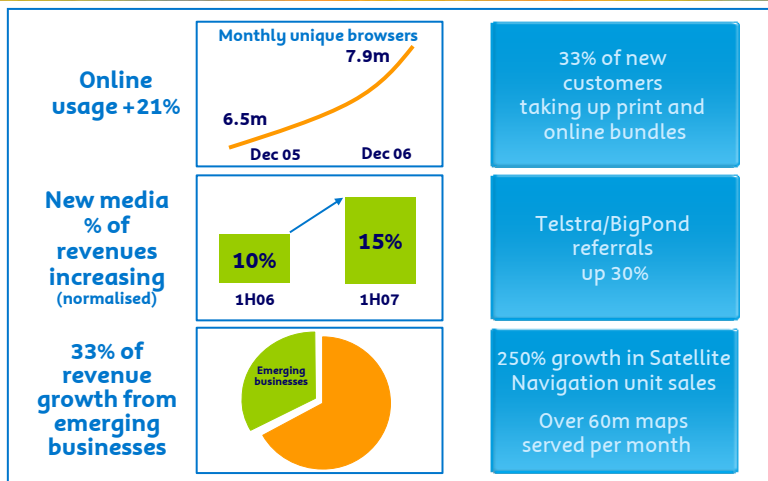 Online
usage +21%
Monthly unique browsers
7.9m
6.5m
Dec 05
Dec 06
33% of new
customers
taking up print and
online bundles
New media
% of
revenues
increasing
(normalised)
10%
15%
1H06
1H07
Telstra/BigPond
referrals
up 30%
33% of
revenue
growth from
emerging
businesses
Emerging
businesses
250% growth in Satellite
Navigation unit sales
Over 60m maps
served per month